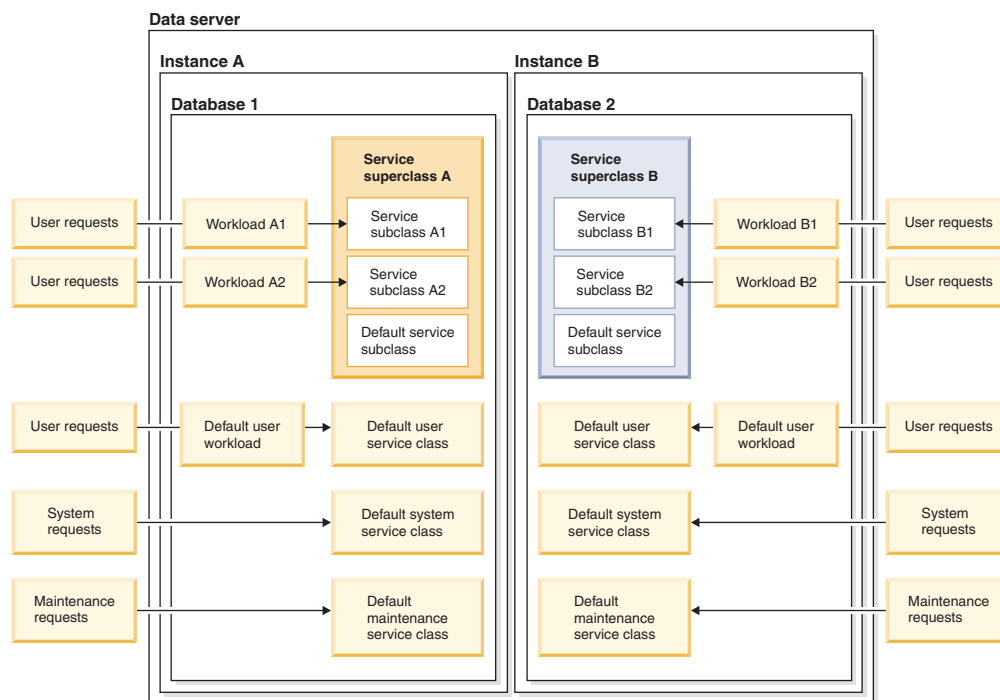 Data server
Instance A
Instance B
Database 1
Database 2
Service
superclass A
Service
superclass B
User requests
Workload A1
Service
subclass A1
Service
subclass B1
Workload B1
User requests
User requests
Workload A2
Service
subclass A2
Service
subclass B2
Workload B2
User requests
Default service
subclass
Default service
subclass
User requests
Default user
workload
Default user
service class
Default user
service class
Default user
workload
User requests
System
requests
Default system
service class
Default system
service class
System
requests
Maintenance
requests
Default
maintenance
service class
Default
maintenance
service class
Maintenance
requests